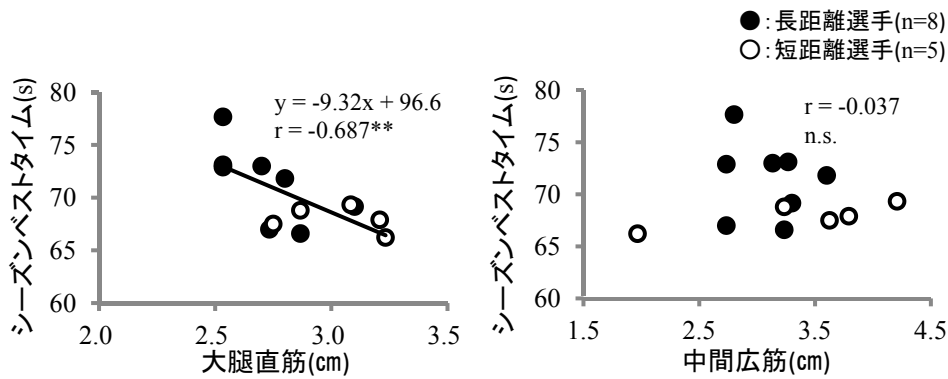 ●:長距離選手(n=8)
○:短距離選手(n=5)
シーズンベストタイム(s)
80
75
70
65
60
y = -9.32x + 96.6
r = -0.687**
2.0 2.5 3.0 3.5
大腿直筋(cm)
シーズンベストタイム(s)
80
75
70
65
60
r = -0.037
n.s.
1.5 2.5 3.5 4.5
中間広筋(cm)